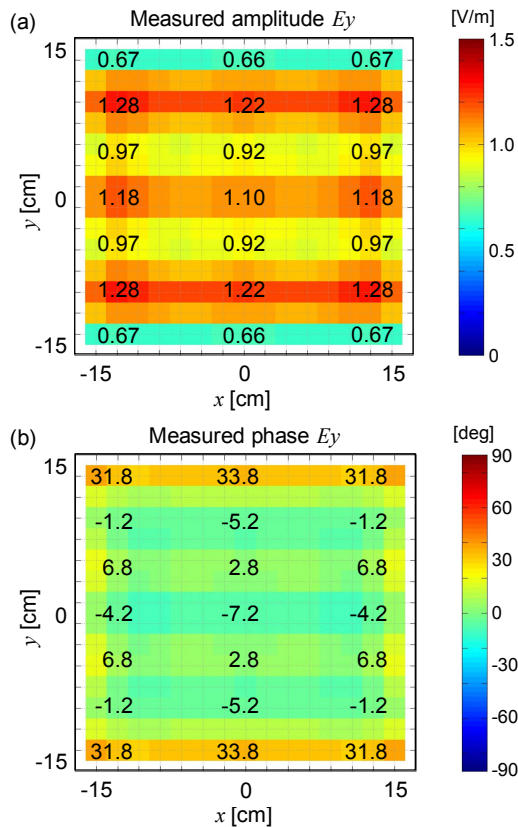 (a) Measured amplitude Ey [V/m]
15 0.67 0.66 0.67 1.5
1.28 1.22 1.28
0.97 0.92 0.97 1.0
y [cm] 0 1.18 1.10 1.18
0.97 0.92 0.97 0.5
1.28 1.22 1.28
-15 0.67 0.66 0.67 0
-15 0 15
x [cm]
(b) Measured phase Ey [deg]
15 31.8 33.8 31.8 90
-1.2 -5.2 -1.2 60
6.8 2.8 6.8 30
y [cm] 0 -4.2 -7.2 -4.2 0
6.8 2.8 6.8 -30
-1.2 -5.2 -1.2 -60
-15 31.8 33.8 31.8 -90
-15 0 15
x [cm]